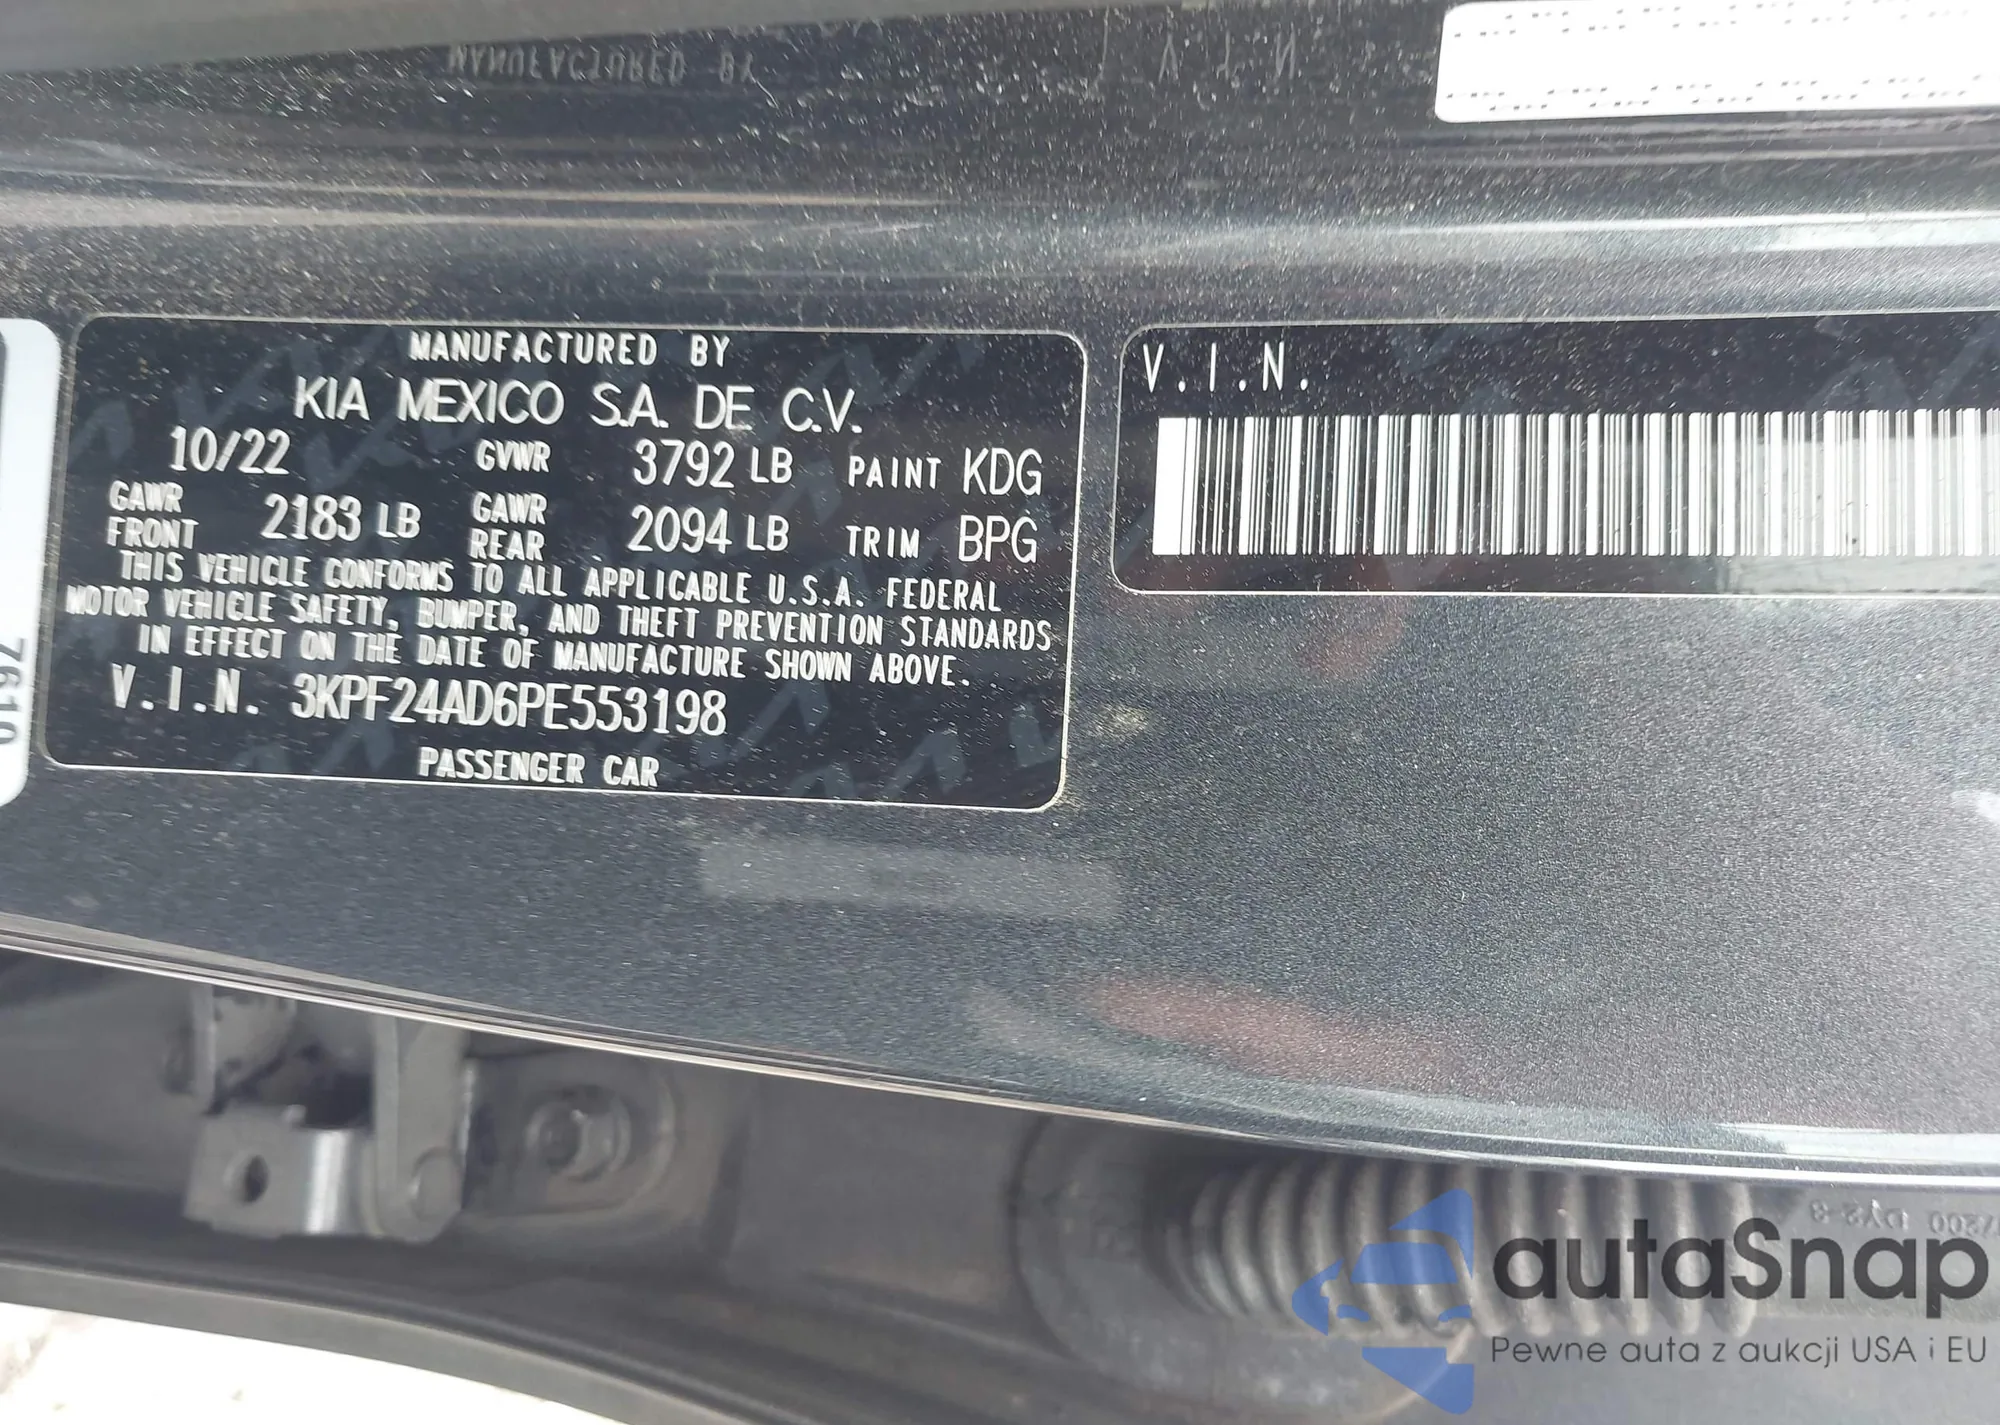 MANUFACTURED BY
KIA MEXICO S.A. DE C.V.
10/22 GVWR 3792 LB PAINT KDG
GAWR FRONT 2183 LB GAWR REAR 2094 LB TRIM BPG
THIS VEHICLE CONFORMS TO ALL APPLICABLE U.S.A. FEDERAL
MOTOR VEHICLE SAFETY, BUMPER, AND THEFT PREVENTION STANDARDS
IN EFFECT ON THE DATE OF MANUFACTURE SHOWN ABOVE.
V.I.N. 3KPF24AD6PE553198
PASSENGER CAR
V.I.N.
7610
autaSnap
Pewne auta z aukcji USA i EU